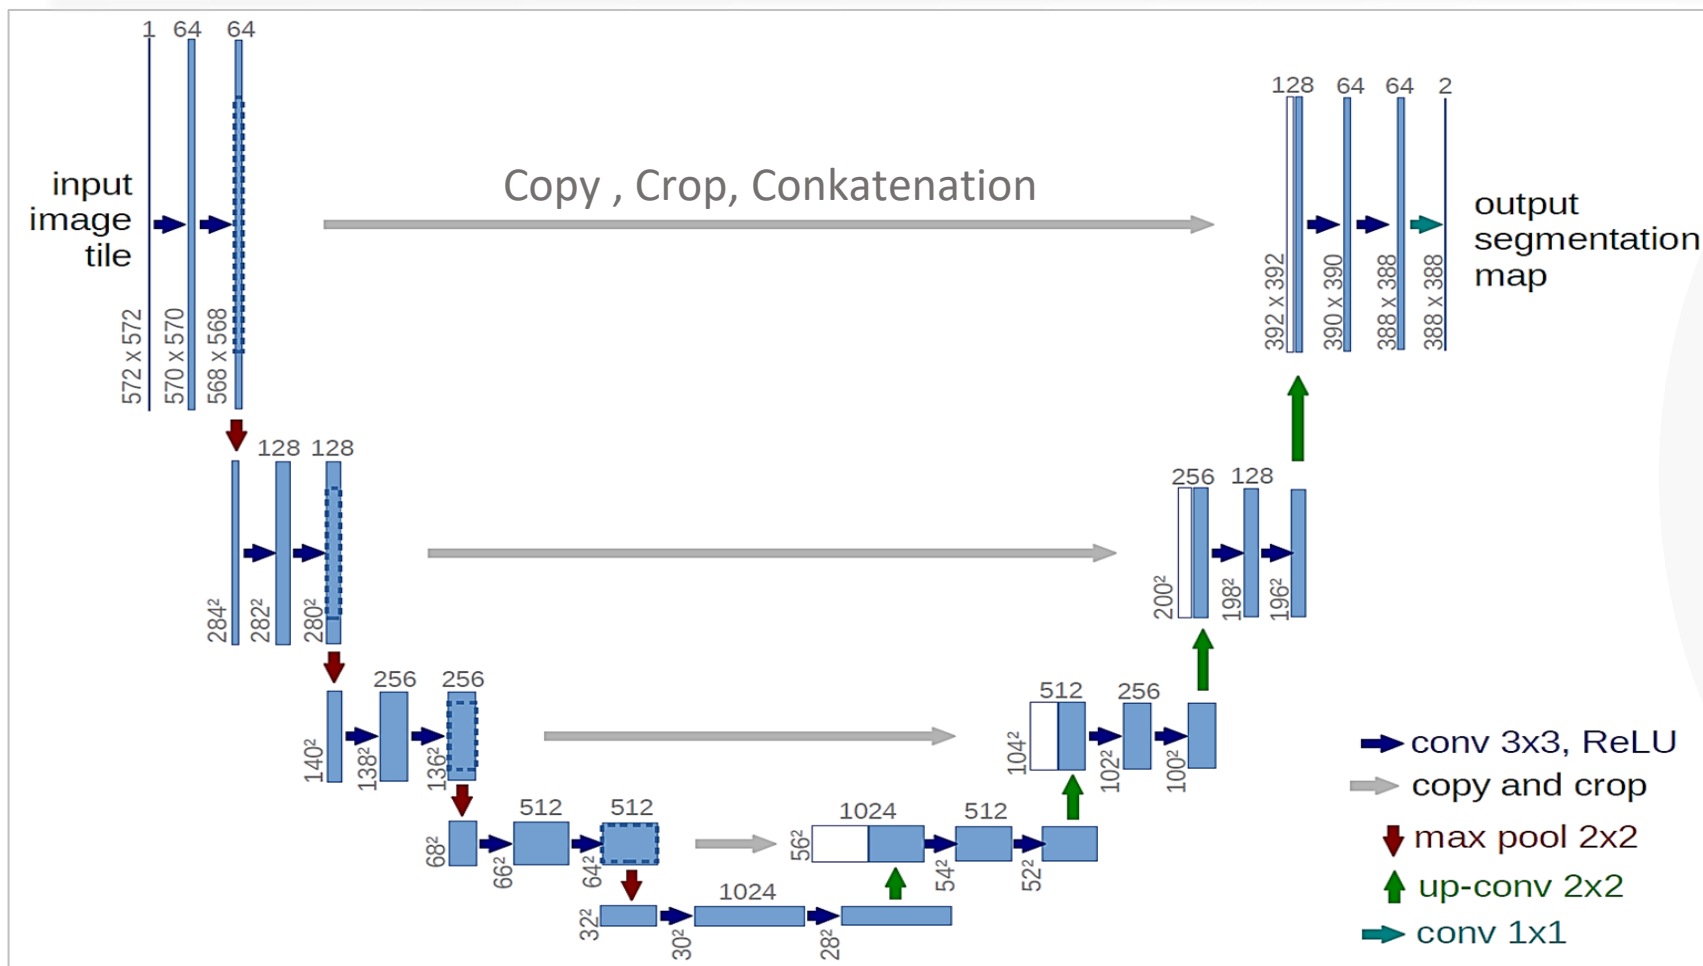 1 64 64
128 64 64 2
input
image
tile
Copy , Crop, Conkatenation
output
segmentation
map
572 x 572
570 x 570
568 x 568
392 x 392
390 x 390
388 x 388
388 x 388
128 128
256 128
284²
282²
280²
200²
198²
196²
256 256
512 256
140²
138²
136²
104²
102²
100²
512 512
1024 512
68²
66²
64²
56²
54²
52²
1024
32²
30²
28²
conv 3x3, ReLU
copy and crop
max pool 2x2
up-conv 2x2
conv 1x1